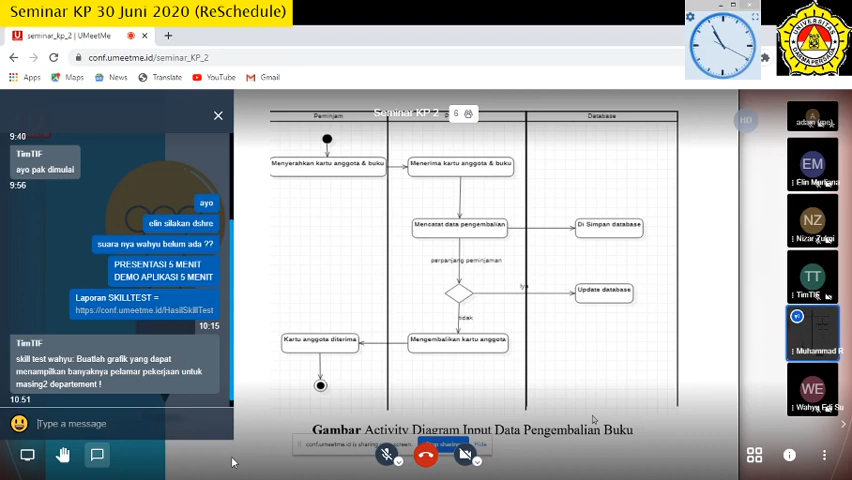 Seminar KP 30 Juni 2020 (ReSchedule)
seminar_kp_2 | UMeetMe
conf.umeetme.id/seminar_KP_2
Apps
Maps
News
Translate
YouTube
Gmail
9:40
TimTIF
ayo pak dimulai
9:56
ayo
elin silakan dshre
suara nya wahyu belum ada ??
PRESENTASI 5 MENIT
DEMO APLIKASI 5 MENIT
Laporan SKILLTEST =
https://conf.umeetme.id/HasilSkillTest
10:15
TimTIF
skill test wahyu: Buatlah grafik yang dapat
menampilkan banyaknya pelamar pekerjaan untuk
masing2 departement !
10:51
Type a message
Seminar KP 2
6
Peminjam
Database
Menyerahkan kartu anggota & buku
Menerima kartu anggota & buku
Mencatat data pengembalian
Di Simpan database
perpanjang peminjaman
Iya
Update database
tidak
Kartu anggota diterima
Mengembalikan kartu anggota
Gambar Activity Diagram Input Data Pengembalian Buku
conf.umeetme.id is sharing your screen.
Stop sharing
Hide
HD
A
EM
Elin Murliana
NZ
TT
TimTIF
Muhammad R
WE
Wahyu Edi Su